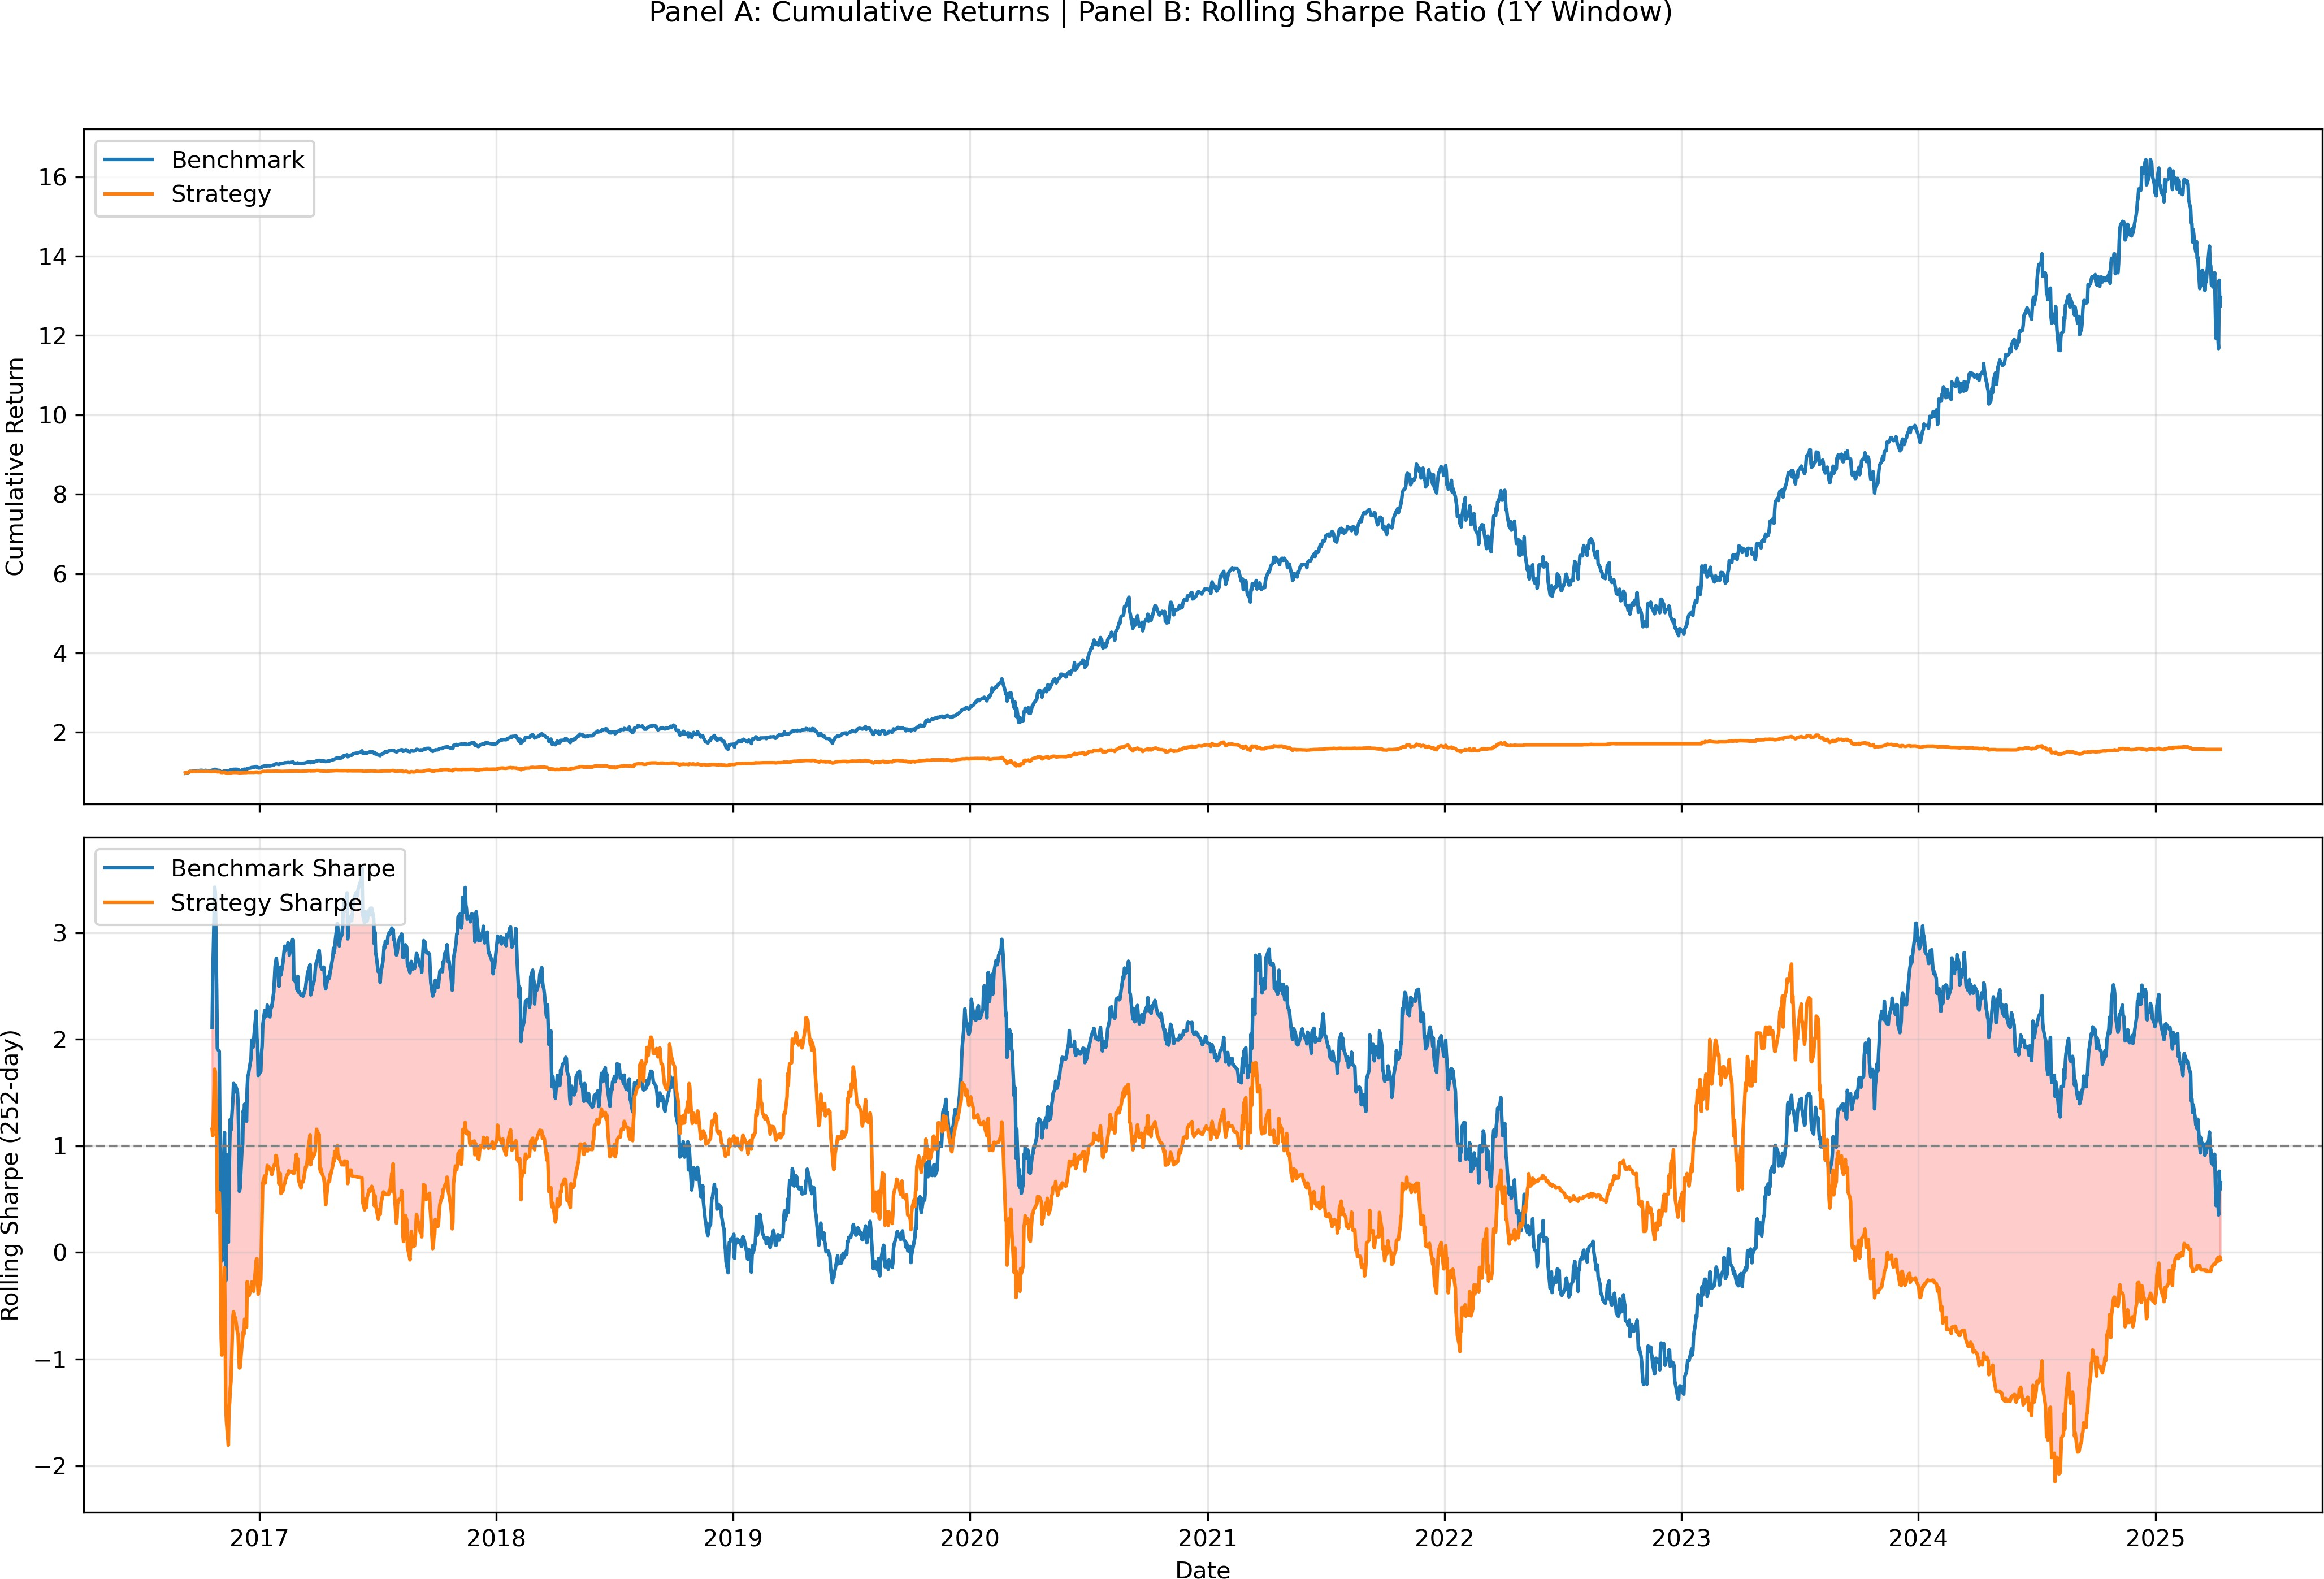 Panel A: Cumulative Returns | Panel B: Rolling Sharpe Ratio (1Y Window)
Benchmark
Strategy
Cumulative Return
16
14
12
10
8
6
4
2
Benchmark Sharpe
Strategy Sharpe
Rolling Sharpe (252-day)
3
2
1
0
−1
−2
2017 2018 2019 2020 2021 2022 2023 2024 2025
Date